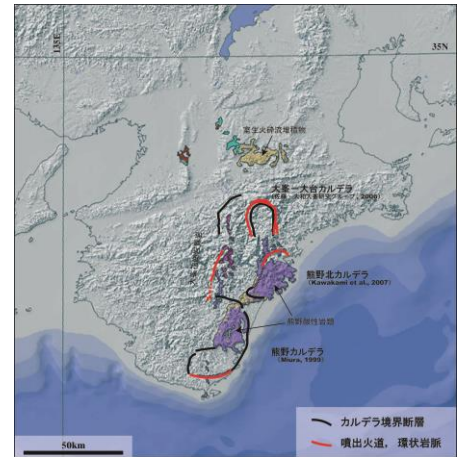 135E
35N
室生火砕流堆積物
大峯－大台カルデラ
熊野北カルデラ
(Kawakami et al., 2007)
熊野酸性岩類
熊野カルデラ
(Miura, 1999)
カルデラ境界断層
噴出火道，環状岩脈
50km